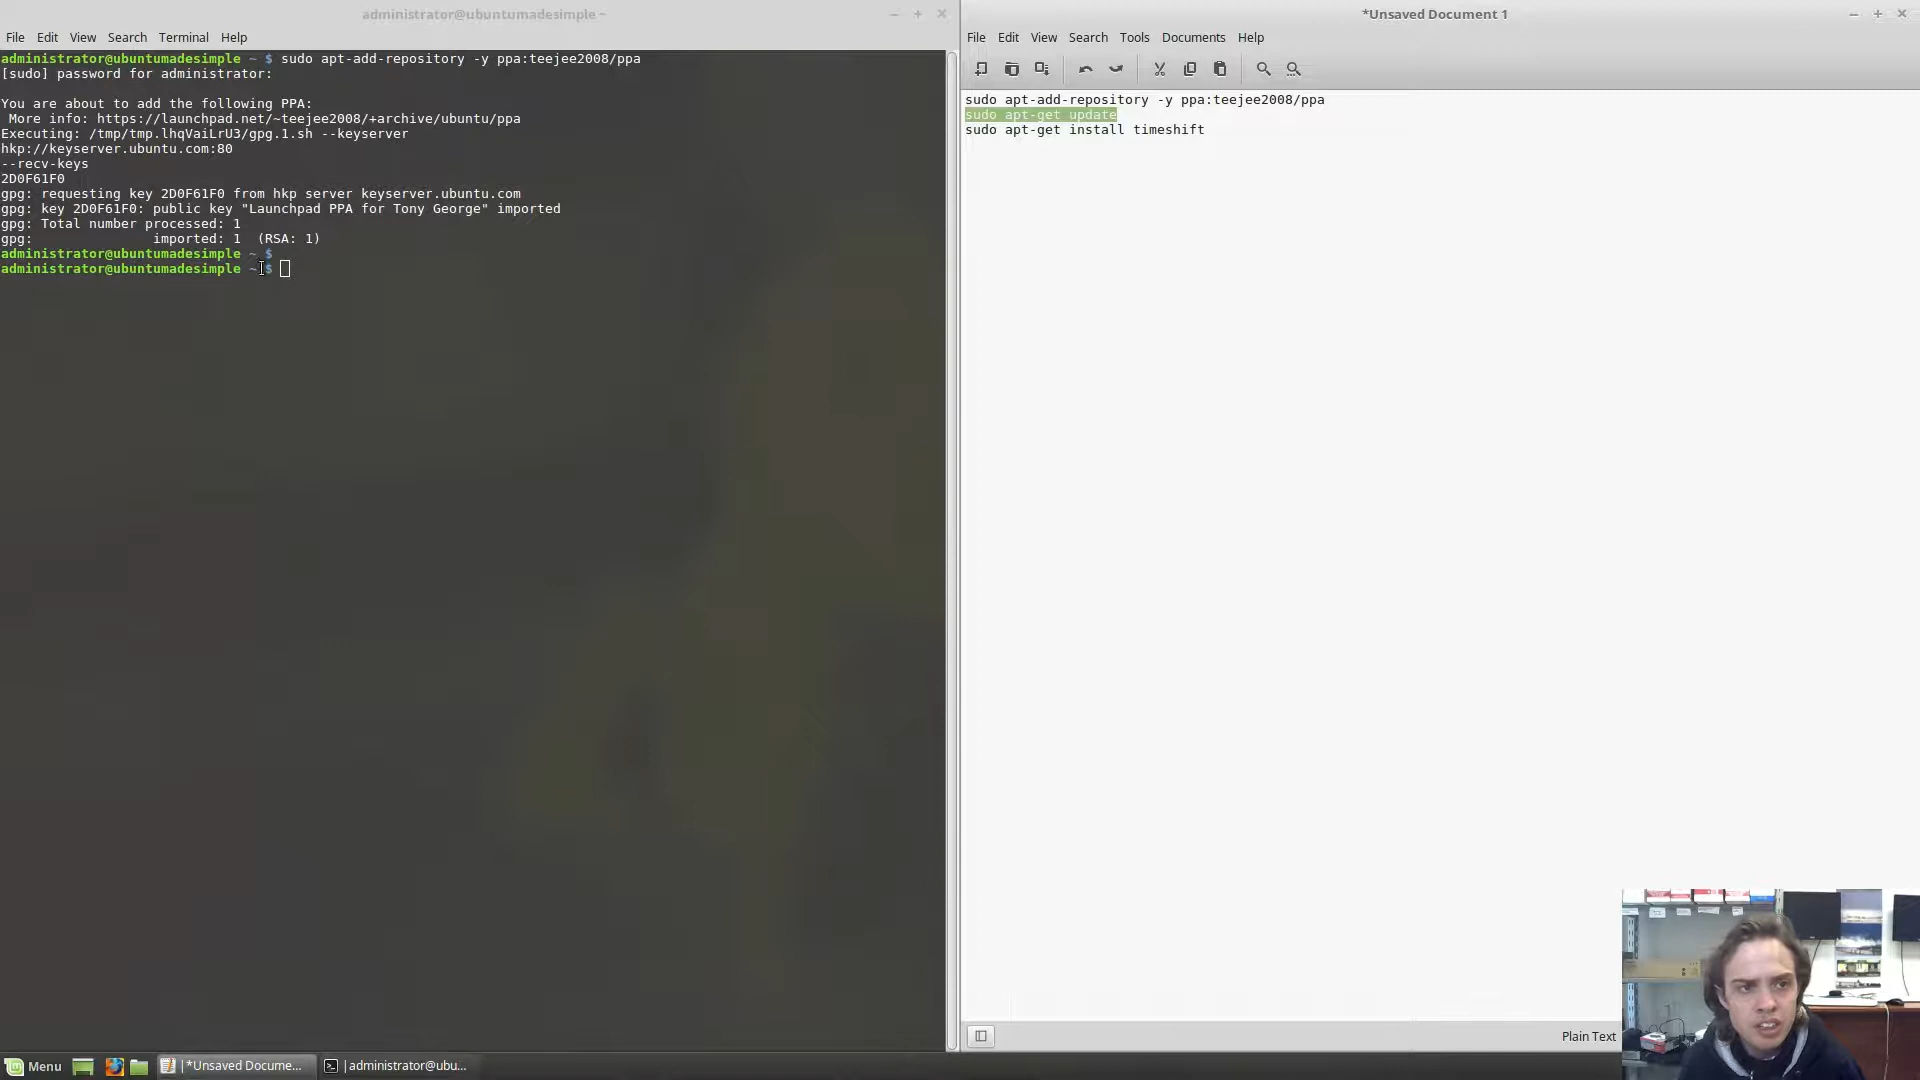 administrator@ubuntumadesimple ~
File Edit View Search Terminal Help
administrator@ubuntumadesimple ~ $ sudo apt-add-repository -y ppa:teejee2008/ppa
[sudo] password for administrator:
You are about to add the following PPA:
More info: https://launchpad.net/~teejee2008/+archive/ubuntu/ppa
Executing: /tmp/tmp.lhqVaiLrU3/gpg.1.sh --keyserver
hkp://keyserver.ubuntu.com:80
--recv-keys
2D0F61F0
gpg: requesting key 2D0F61F0 from hkp server keyserver.ubuntu.com
gpg: key 2D0F61F0: public key "Launchpad PPA for Tony George" imported
gpg: Total number processed: 1
gpg: imported: 1 (RSA: 1)
administrator@ubuntumadesimple ~ $
administrator@ubuntumadesimple ~ $
*Unsaved Document 1
File Edit View Search Tools Documents Help
sudo apt-add-repository -y ppa:teejee2008/ppa
sudo apt-get update
sudo apt-get install timeshift
Plain Text
Menu
|*Unsaved Docume...
|administrator@ubu...